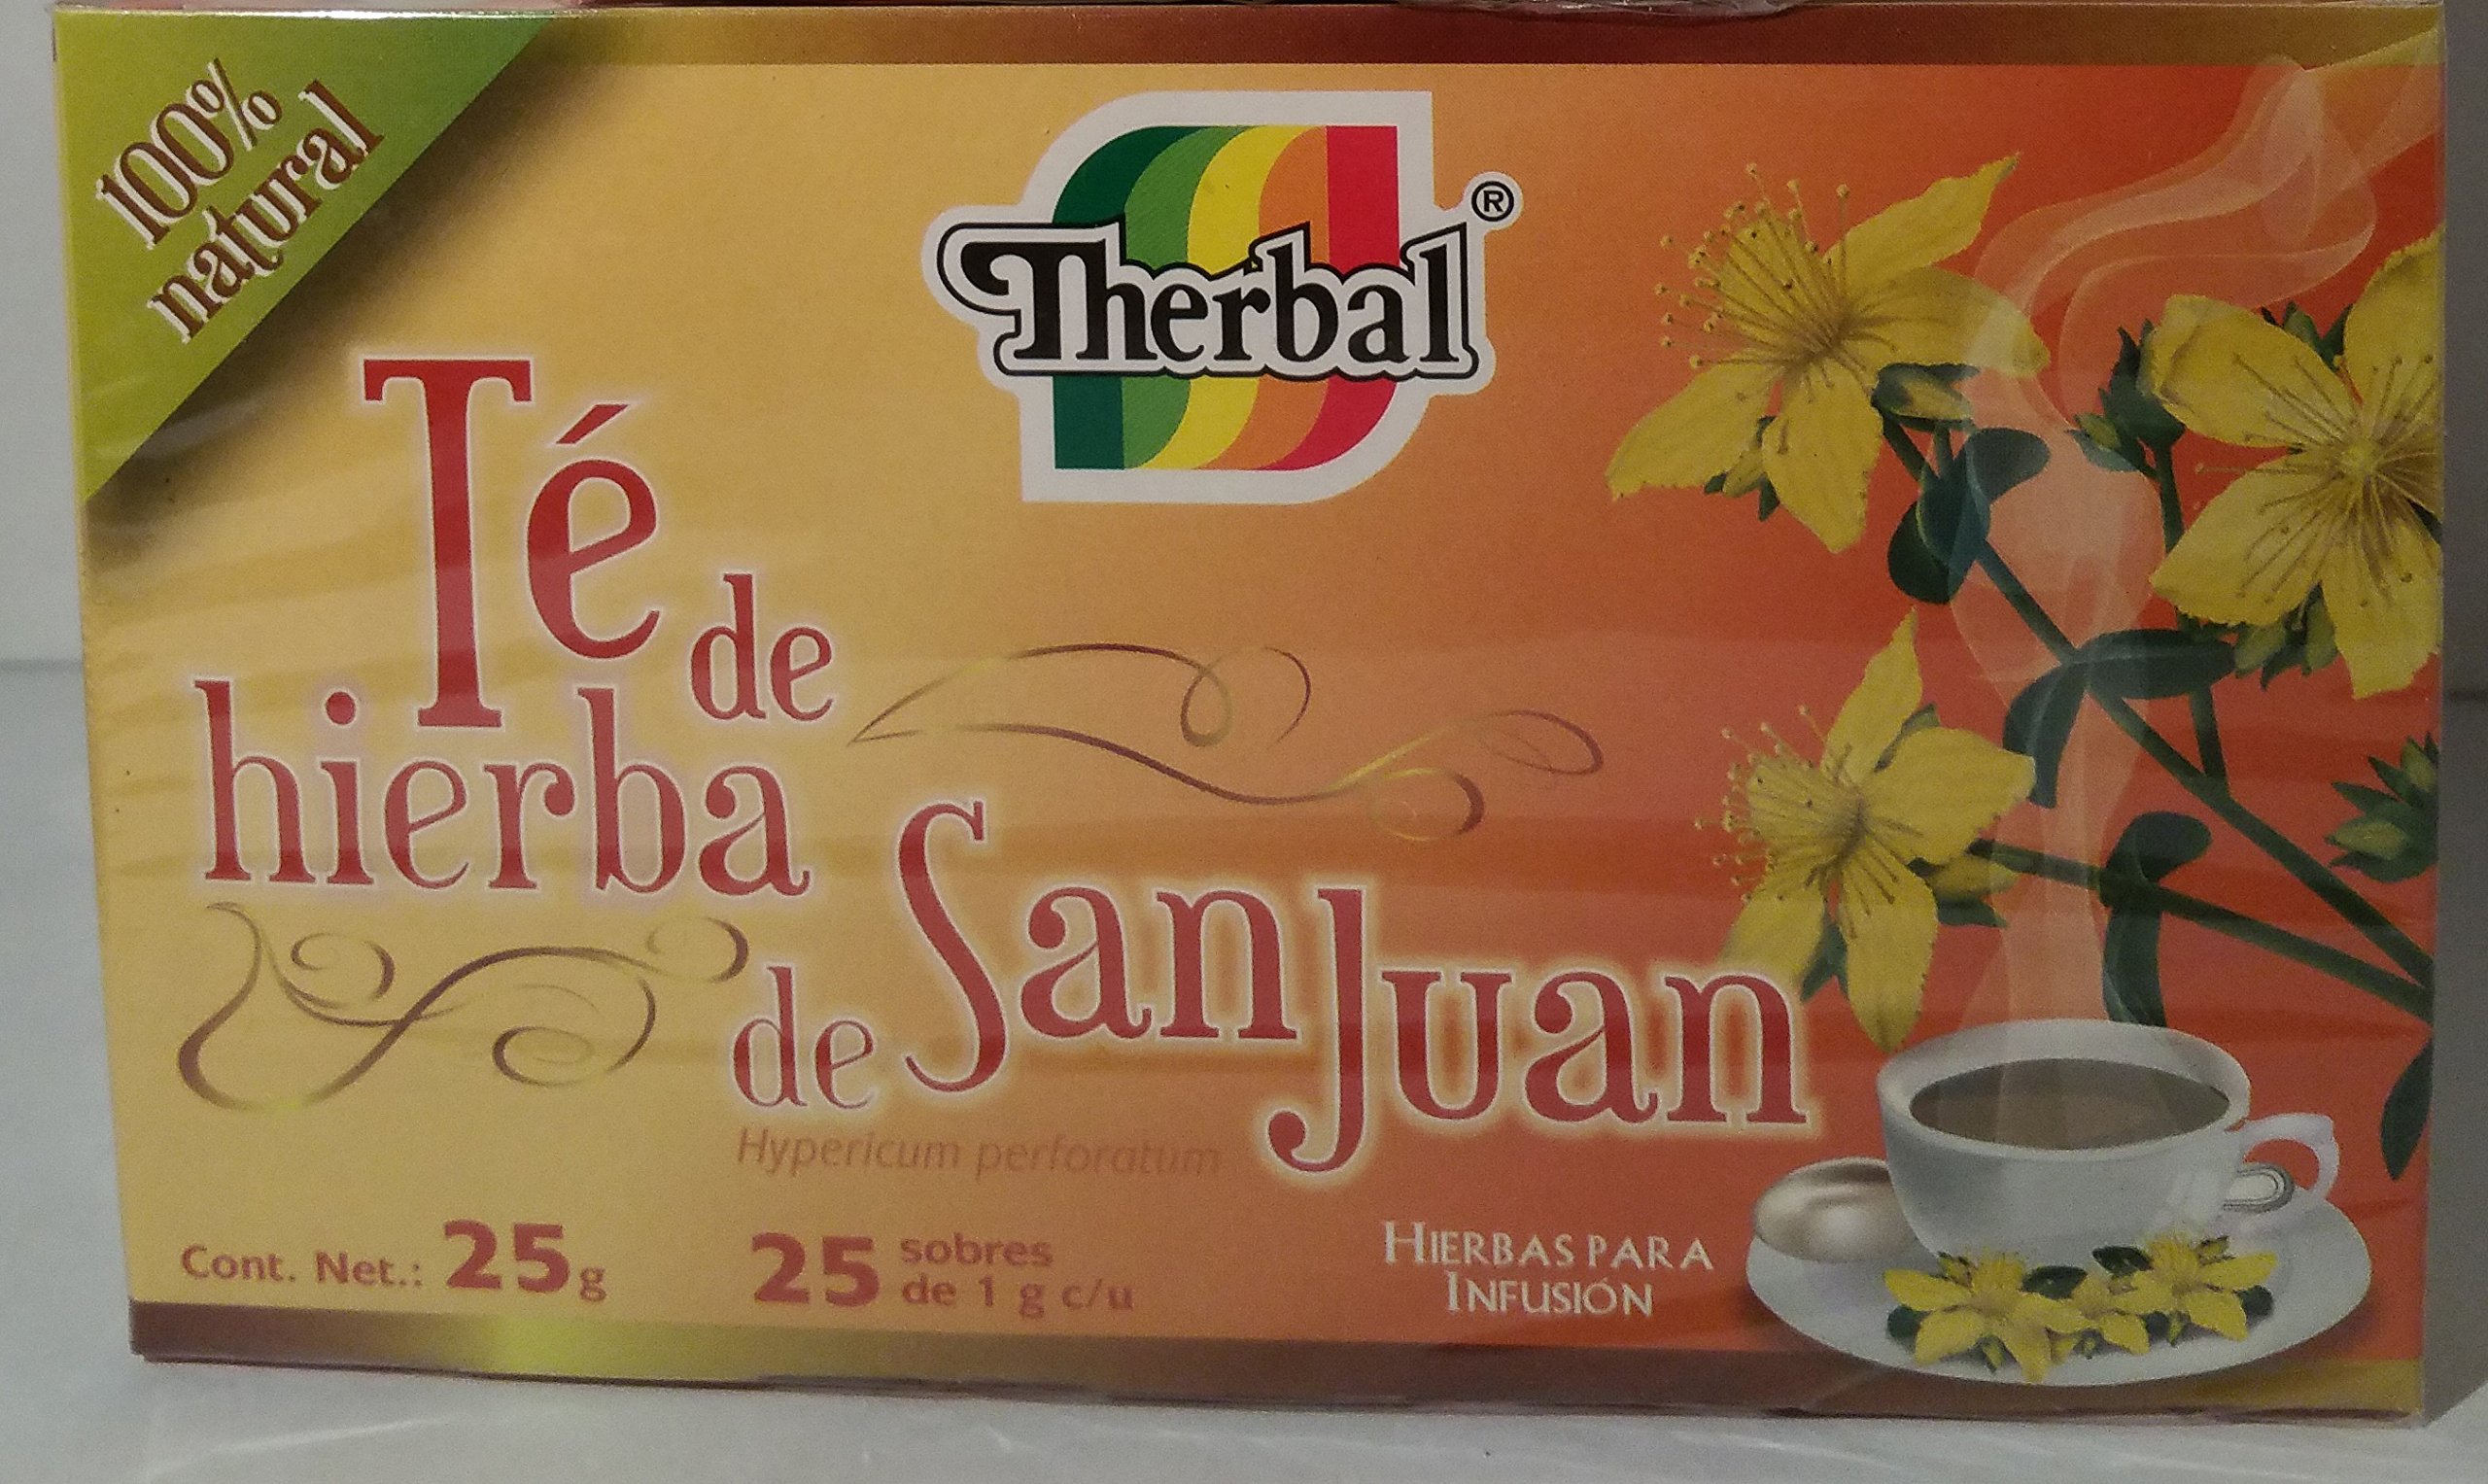 100%
natural
Therbal®
Té de
hierba
de San Juan
Hypericum perforatum
Cont. Net.: 25 g
25 sobres
de 1 g c/u
HIERBAS PARA
INFUSIÓN